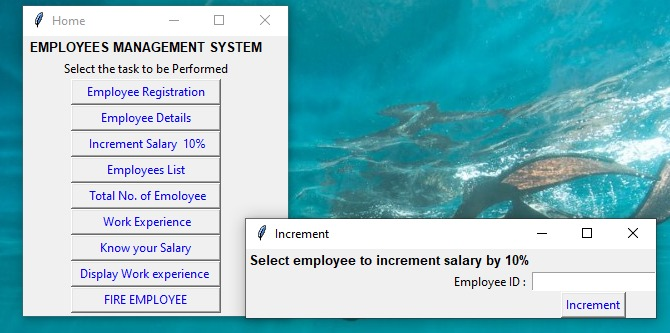 Home
EMPLOYEES MANAGEMENT SYSTEM
Select the task to be Performed
Employee Registration
Employee Details
Increment Salary  10%
Employees List
Total No. of Emoloyee
Work Experience
Know your Salary
Display Work experience
FIRE EMPLOYEE
Increment
Select employee to increment salary by 10%
Employee ID :
Increment